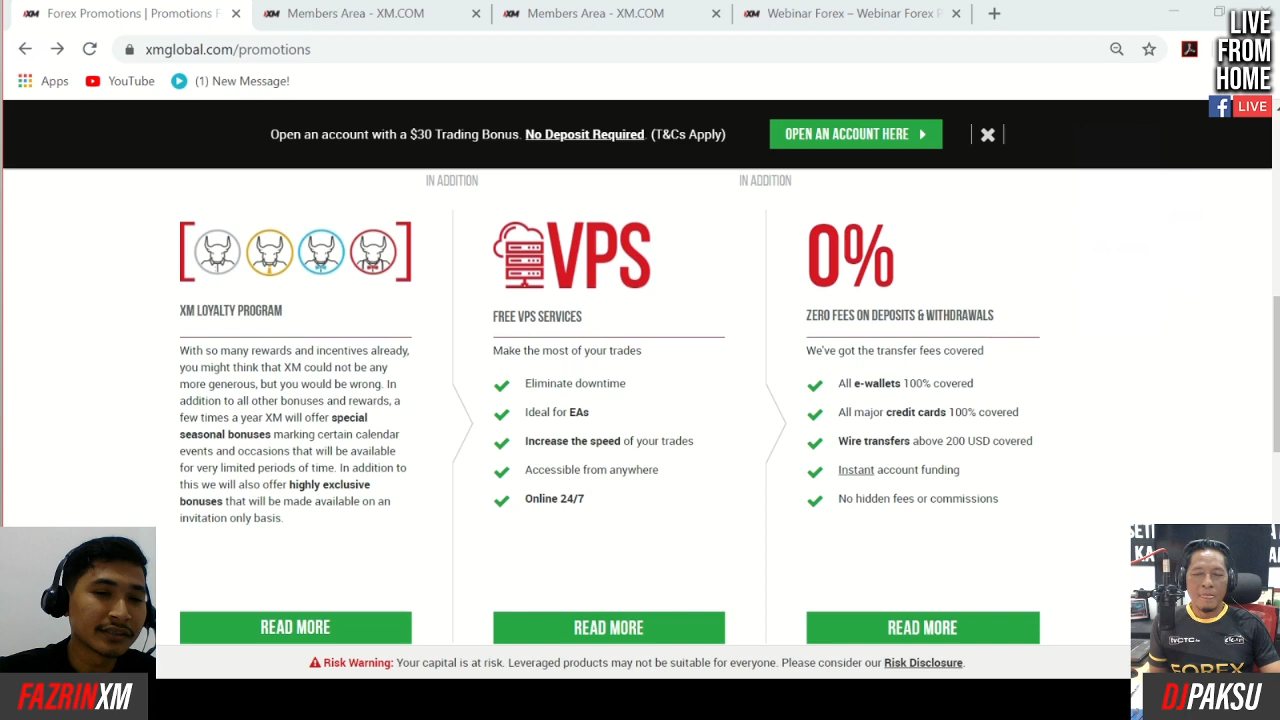 Forex Promotions | Promotions F
Members Area - XM.COM
Members Area - XM.COM
Webinar Forex – Webinar Forex P
xmglobal.com/promotions
Apps
YouTube
(1) New Message!
LIVE
FROM
HOME
LIVE
Open an account with a $30 Trading Bonus. No Deposit Required. (T&Cs Apply)
OPEN AN ACCOUNT HERE
IN ADDITION
IN ADDITION
XM LOYALTY PROGRAM
With so many rewards and incentives already,
you might think that XM could not be any
more generous, but you would be wrong. In
addition to all other bonuses and rewards, a
few times a year XM will offer special
seasonal bonuses marking certain calendar
events and occasions that will be available
for very limited periods of time. In addition to
this we will also offer highly exclusive
bonuses that will be made available on an
invitation only basis.
READ MORE
VPS
FREE VPS SERVICES
Make the most of your trades
Eliminate downtime
Ideal for EAs
Increase the speed of your trades
Accessible from anywhere
Online 24/7
READ MORE
0%
ZERO FEES ON DEPOSITS & WITHDRAWALS
We've got the transfer fees covered
All e-wallets 100% covered
All major credit cards 100% covered
Wire transfers above 200 USD covered
Instant account funding
No hidden fees or commissions
READ MORE
Risk Warning: Your capital is at risk. Leveraged products may not be suitable for everyone. Please consider our Risk Disclosure.
FAZRINXM
FOREX
DJPAKSU